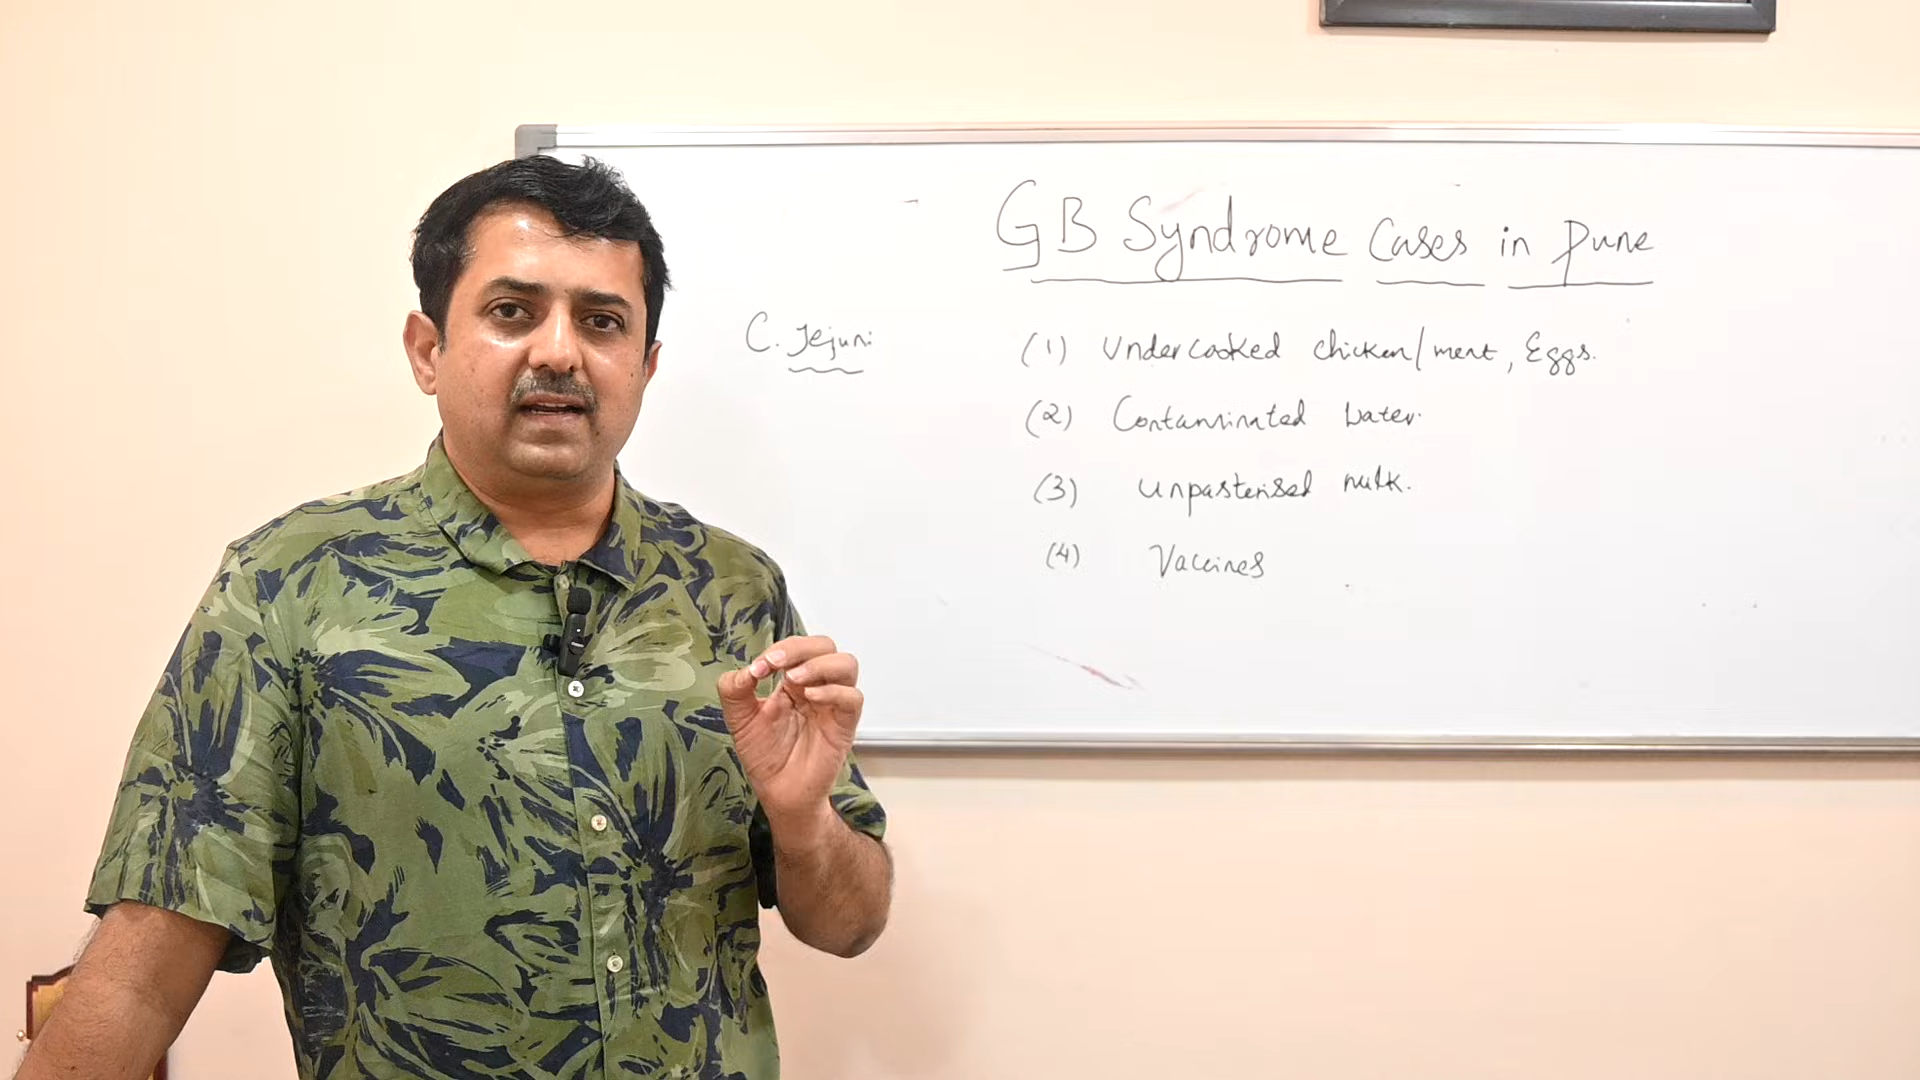 GB Syndrome Cases in Pune
C. Jejuni
(1) Undercooked chicken/meat, Eggs.
(2) Contaminated water.
(3) Unpasterised milk.
(4) Vaccines